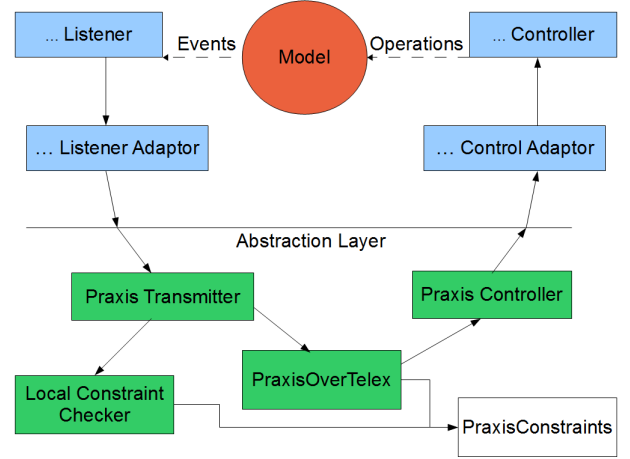 ... Listener
Events
Model
Operations
... Controller
... Listener Adaptor
... Control Adaptor
Abstraction Layer
Praxis Transmitter
Praxis Controller
PraxisOverTelex
Local Constraint
Checker
PraxisConstraints